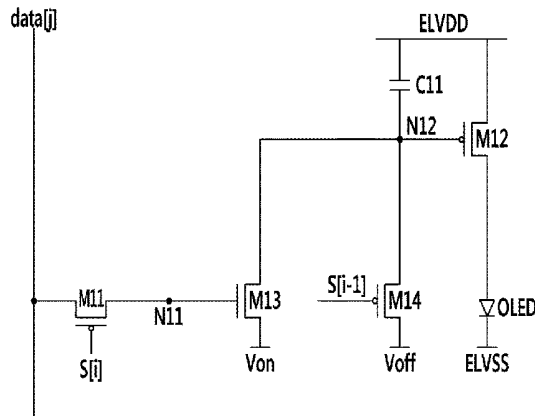 data[j]
ELVDD
C11
N12
M12
M11
N11
M13
S[i-1]
M14
OLED
S[i]
Von
Voff
ELVSS